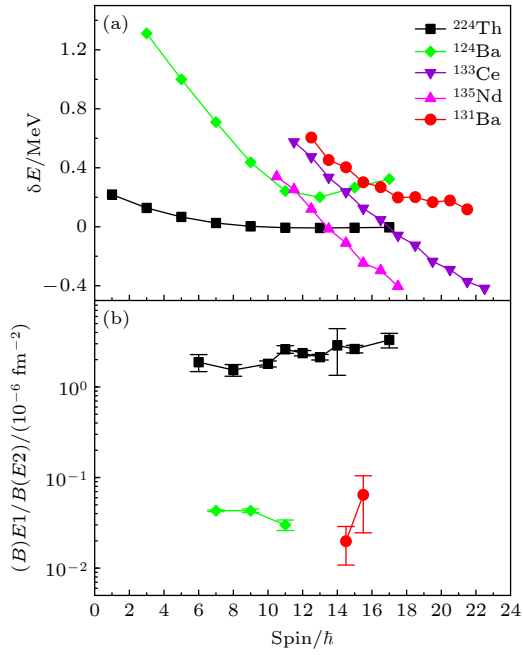 (a)
²²⁴Th
¹²⁴Ba
¹³³Ce
¹³⁵Nd
¹³¹Ba
1.2
0.8
0.4
0
−0.4
δE/MeV
(b)
10⁰
10⁻¹
10⁻²
(B)E1/B(E2)/(10⁻⁶ fm⁻²)
0 2 4 6 8 10 12 14 16 18 20 22 24
Spin/ℏ